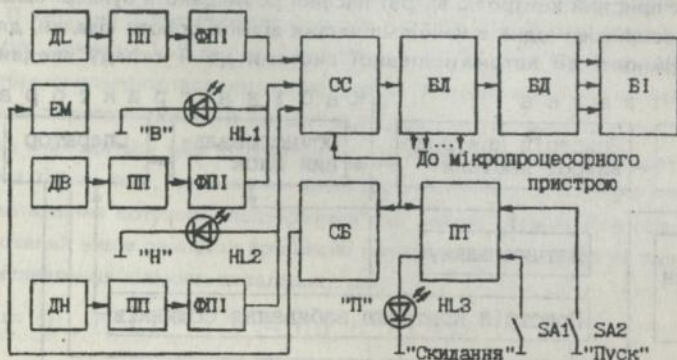 ДЛ ПП ФП1
СС БЛ БД БІ
ЕМ
"В" HL1
До мікропроцесорного
пристрою
ДВ ПП ФП1
СБ ПТ
"Н" HL2
ДН ПП ФП1
"П" HL3
SA1 SA2
"Скидання" "Пуск"